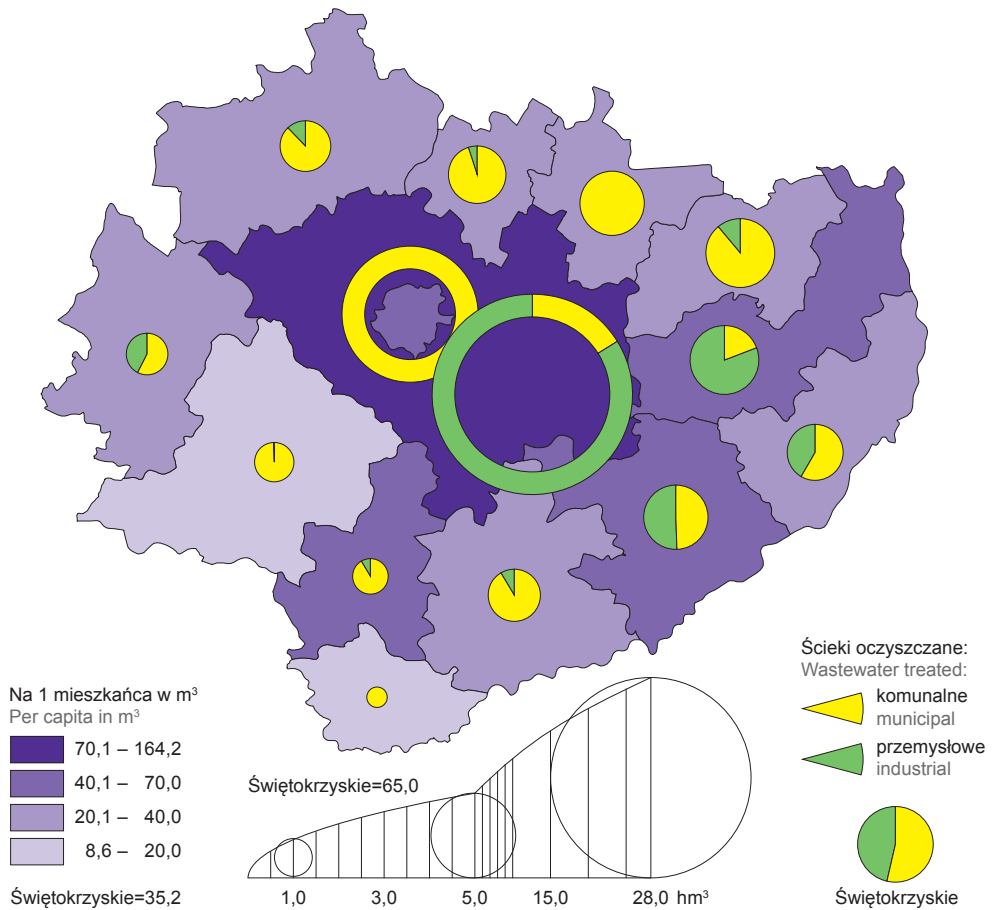 Na 1 mieszkańca w m³
Per capita in m³
70,1 – 164,2
40,1 – 70,0
20,1 – 40,0
8,6 – 20,0
Świętokrzyskie=35,2
Świętokrzyskie=65,0
1,0 3,0 5,0 15,0 28,0 hm³
Ścieki oczyszczane:
Wastewater treated:
komunalne
municipal
przemysłowe
industrial
Świętokrzyskie